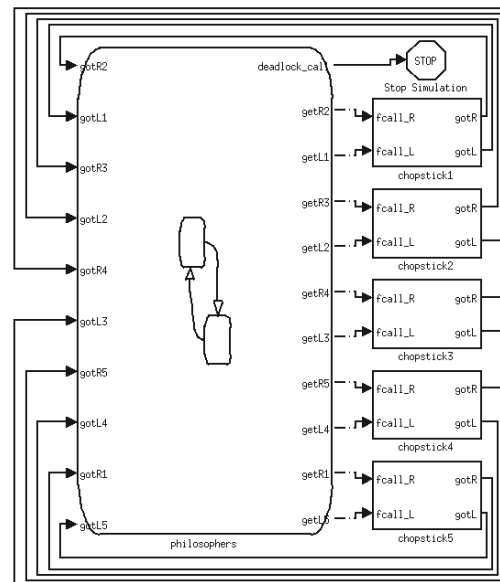 gotR2
gotL1
gotR3
gotL2
gotR4
gotL3
gotR5
gotL4
gotR1
gotL5
deadlock_call
getR2
getL1
getR3
getL2
getR4
getL3
getR5
getL4
getR1
getL5
philosophers
STOP
Stop Simulation
fcall_R gotR
fcall_L gotL
chopstick1
fcall_R gotR
fcall_L gotL
chopstick2
fcall_R gotR
fcall_L gotL
chopstick3
fcall_R gotR
fcall_L gotL
chopstick4
fcall_R gotR
fcall_L gotL
chopstick5